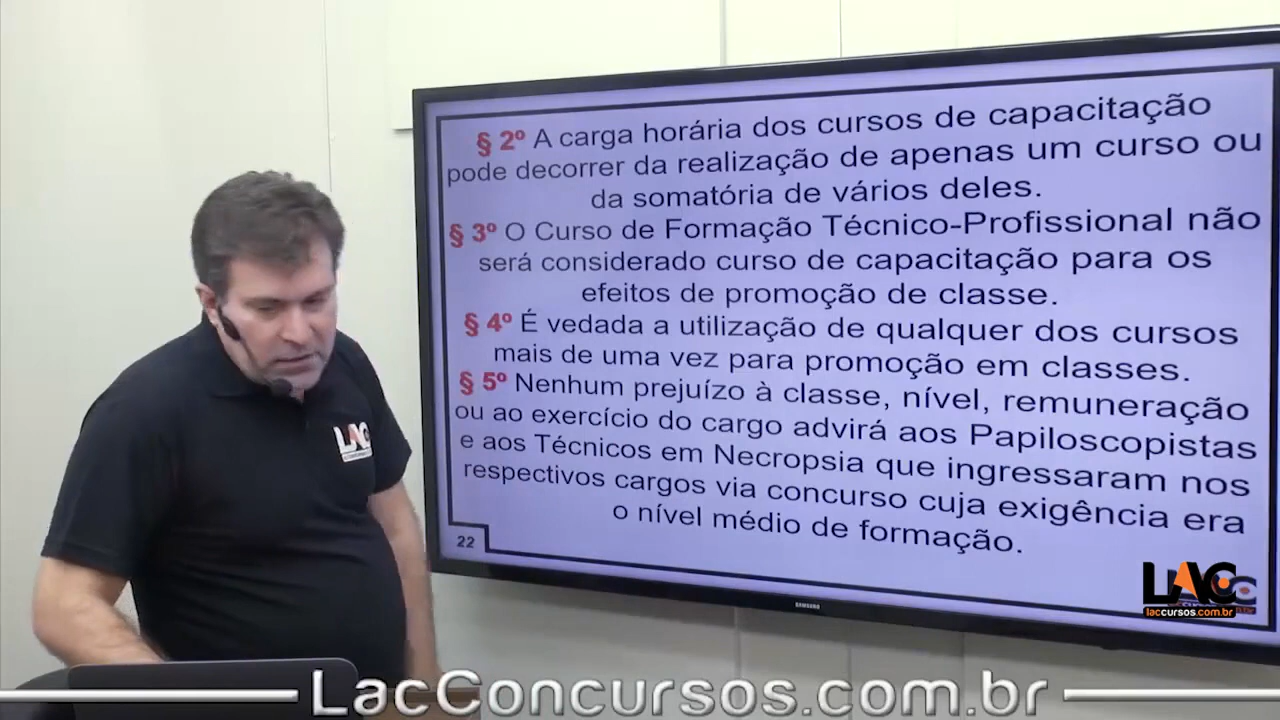 § 2º A carga horária dos cursos de capacitação
pode decorrer da realização de apenas um curso ou
da somatória de vários deles.
§ 3º O Curso de Formação Técnico-Profissional não
será considerado curso de capacitação para os
efeitos de promoção de classe.
§ 4º É vedada a utilização de qualquer dos cursos
mais de uma vez para promoção em classes.
§ 5º Nenhum prejuízo à classe, nível, remuneração
ou ao exercício do cargo advirá aos Papiloscopistas
e aos Técnicos em Necropsia que ingressaram nos
respectivos cargos via concurso cuja exigência era
o nível médio de formação.
22
LAC
LAC
laccursos.com.br
SAMSUNG
LacConcursos.com.br